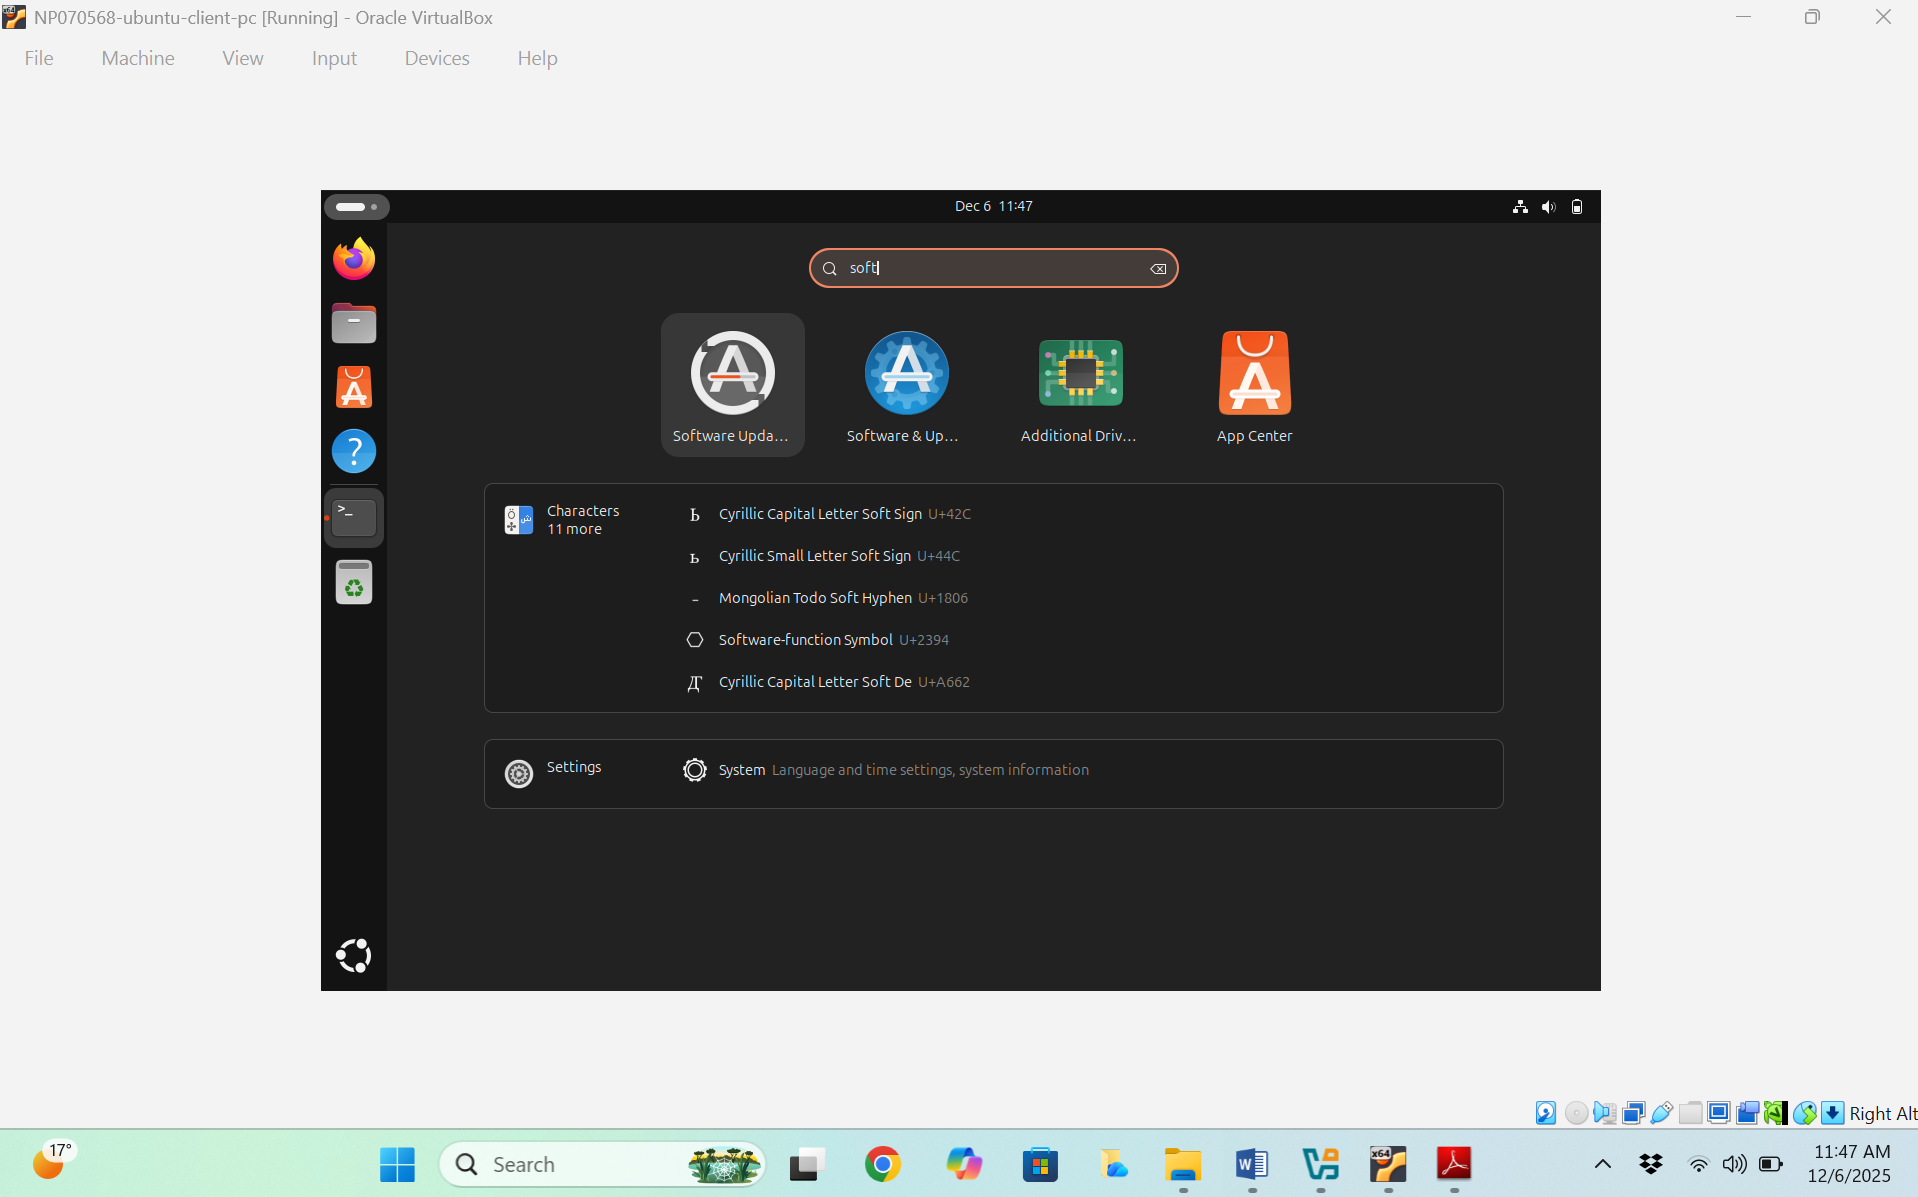 NP070568-ubuntu-client-pc [Running] - Oracle VirtualBox
File Machine View Input Devices Help
Dec 6 11:47
soft
Software Upda...
Software & Up...
Additional Driv...
App Center
Characters
11 more
Ь Cyrillic Capital Letter Soft Sign U+42C
ь Cyrillic Small Letter Soft Sign U+44C
Mongolian Todo Soft Hyphen U+1806
Software-function Symbol U+2394
Cyrillic Capital Letter Soft De U+A662
Settings
System Language and time settings, system information
Right Alt
17°
Search
x64
11:47 AM
12/6/2025